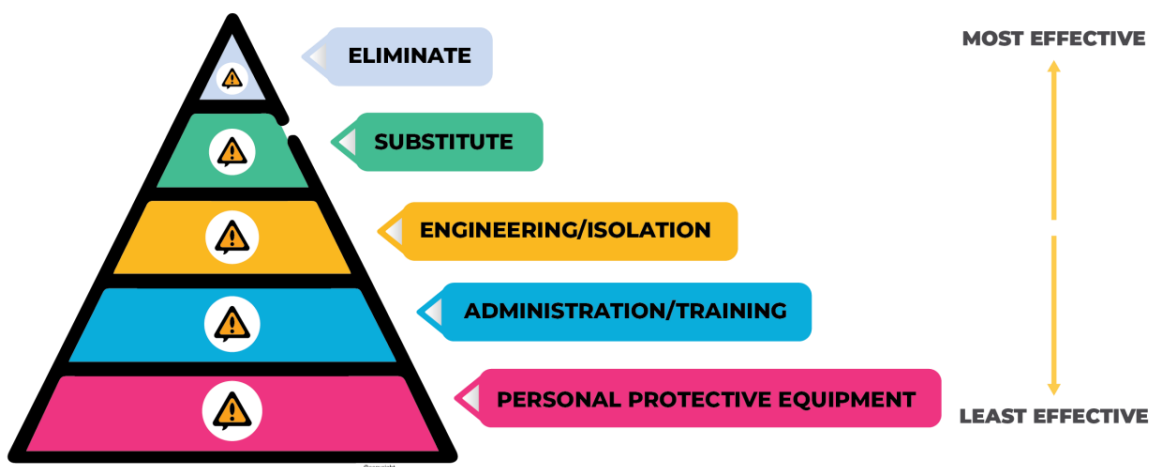 ELIMINATE
MOST EFFECTIVE
SUBSTITUTE
ENGINEERING/ISOLATION
ADMINISTRATION/TRAINING
PERSONAL PROTECTIVE EQUIPMENT
LEAST EFFECTIVE